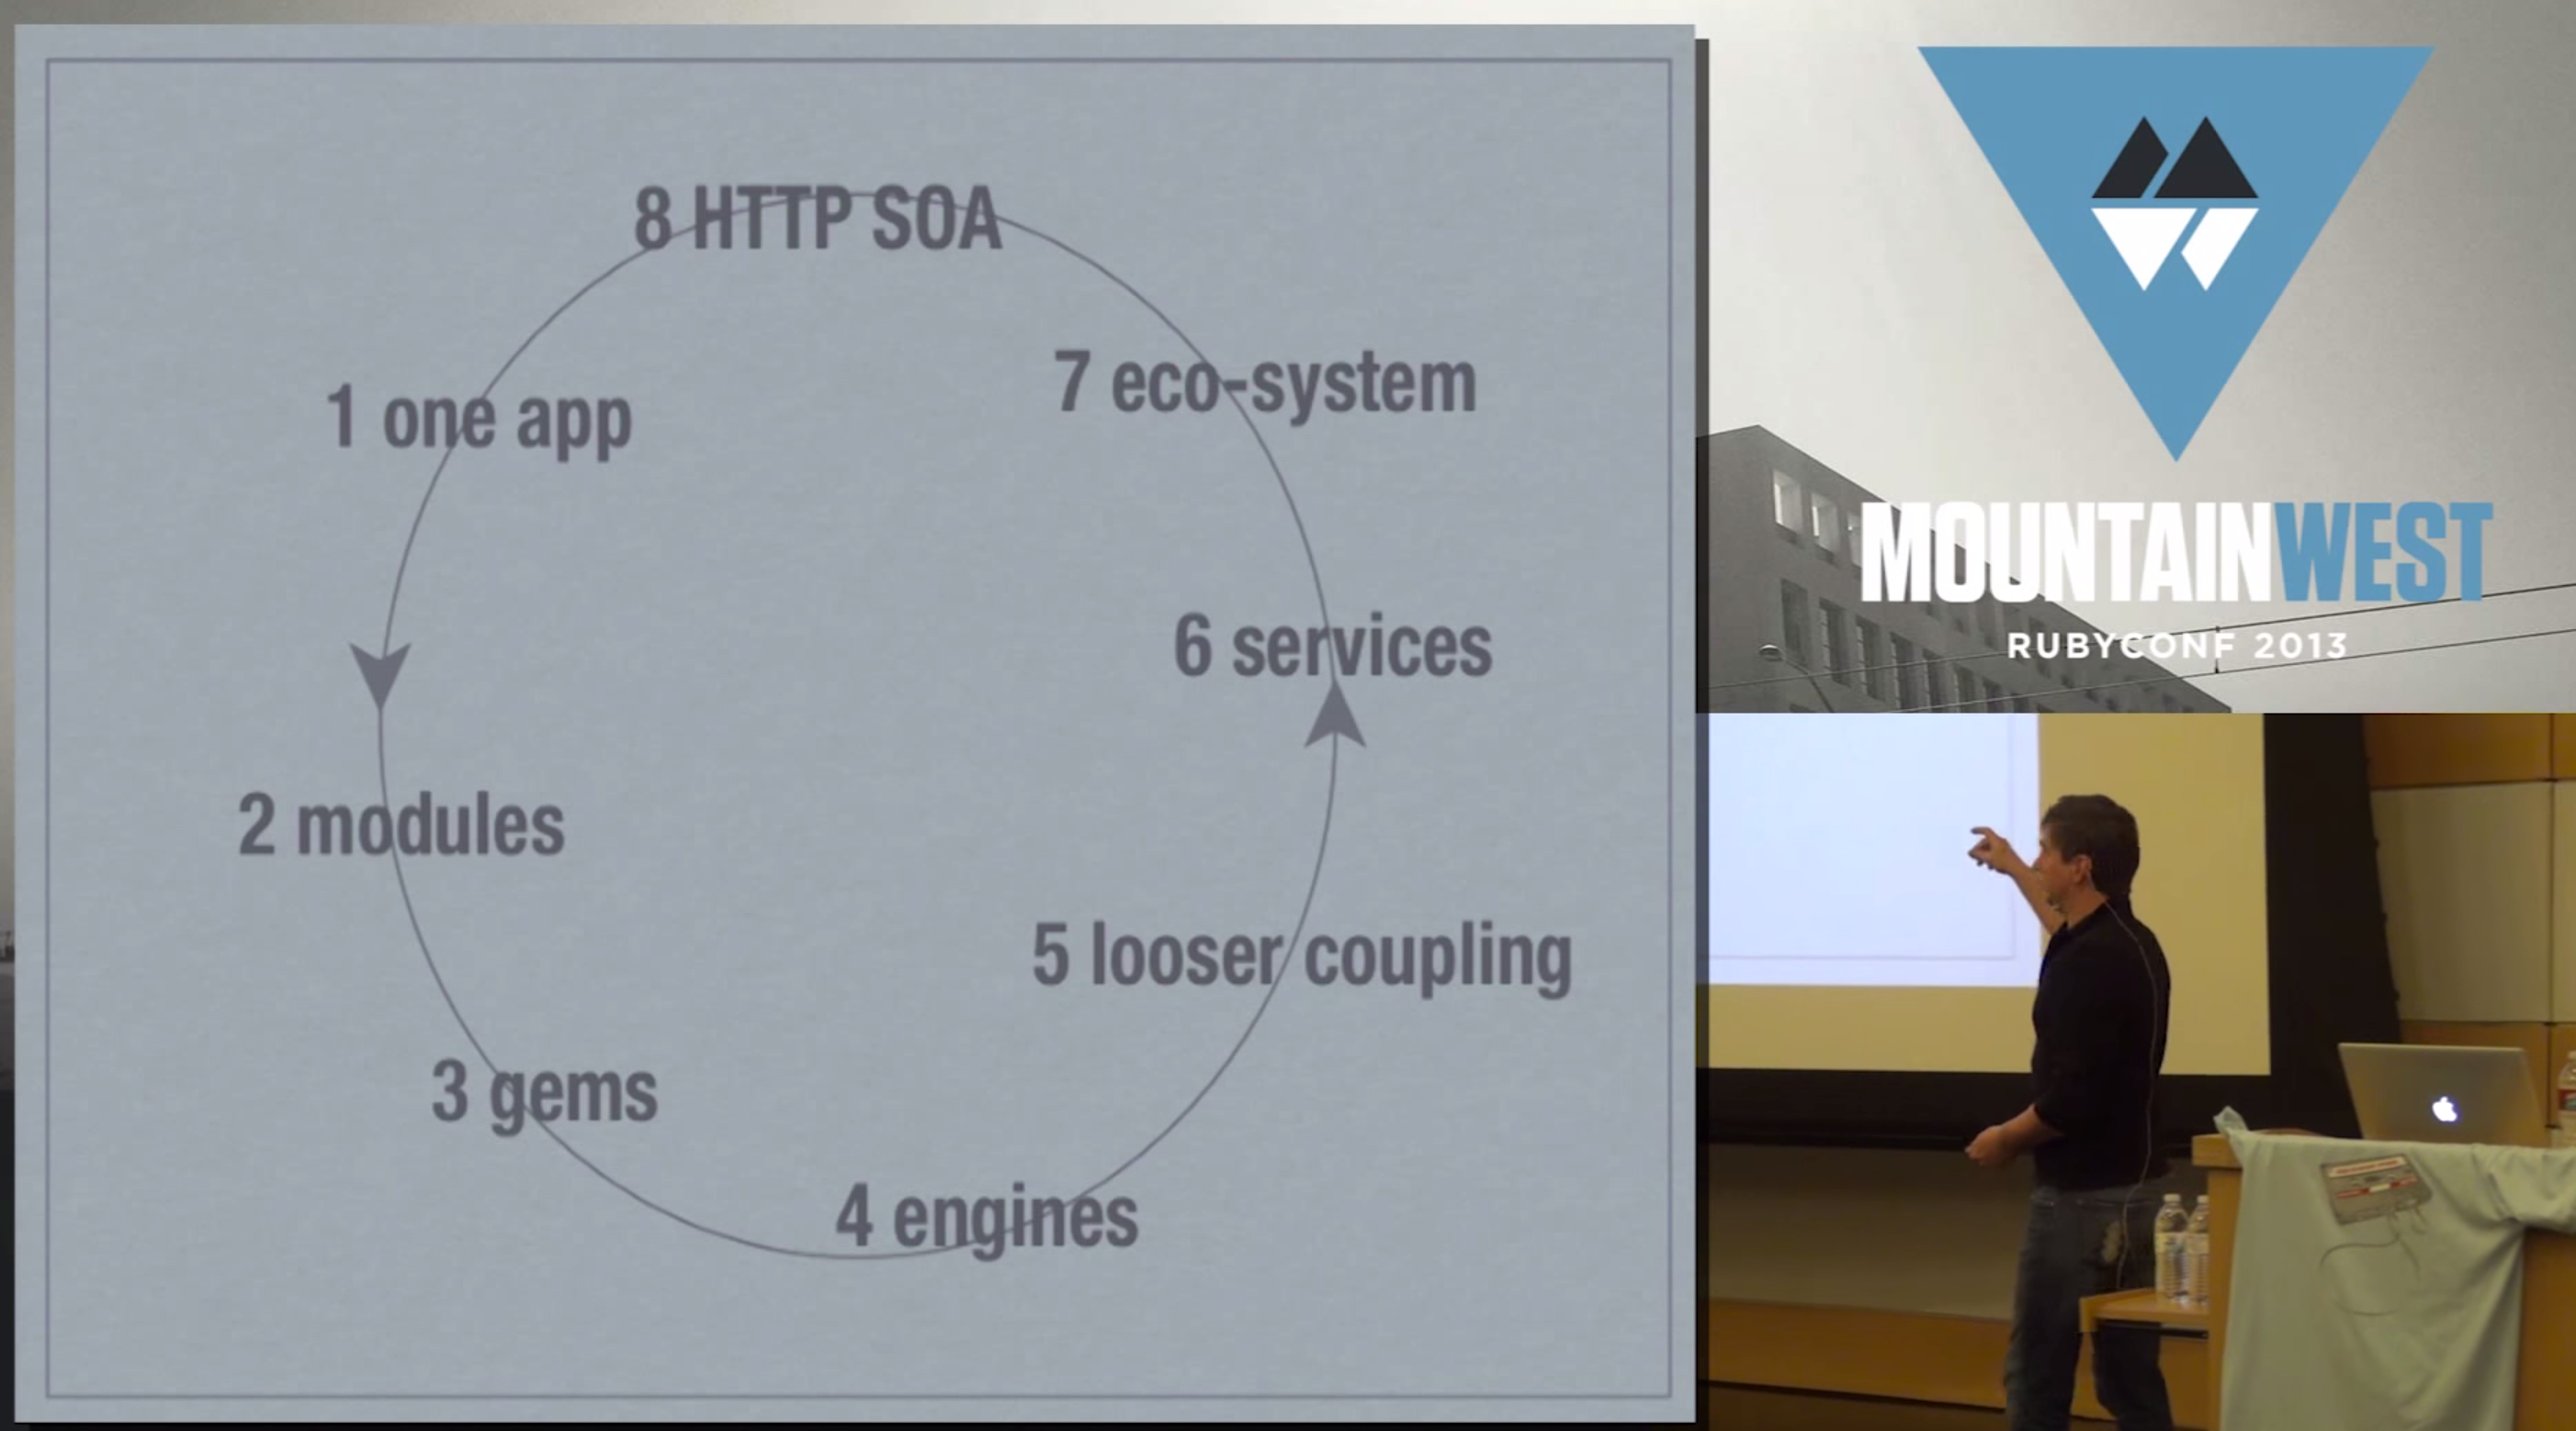 8 HTTP SOA
1 one app
7 eco-system
6 services
2 modules
5 looser coupling
3 gems
4 engines
MOUNTAINWEST
RUBYCONF 2013